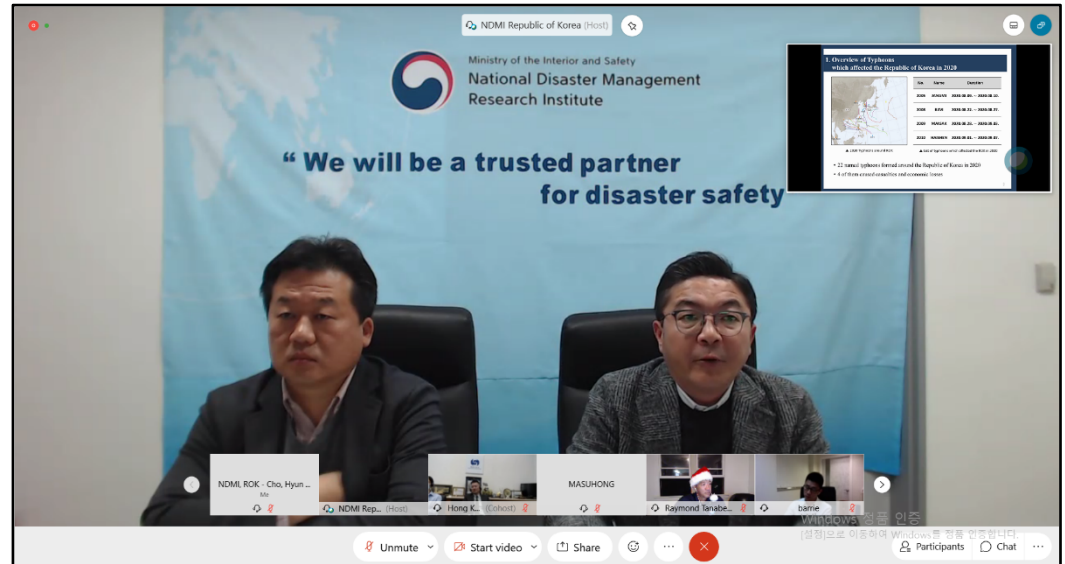 NDMI Republic of Korea (Host)
Ministry of the Interior and Safety
National Disaster Management
Research Institute
“ We will be a trusted partner
for disaster safety
1. Overview of Typhoons
which affected the Republic of Korea in 2020
No. Name Duration
• 22 named typhoons formed around the Republic of Korea in 2020
• 4 of them caused casualties and economic losses
NDMI, ROK - Cho, Hyun ...
Me
NDMI Rep... (Host)
Hong K... (Cohost)
MASUHONG
Raymond Tanabe...
barrie
Windows 정품 인증
[설정]으로 이동하여 Windows를 정품 인증합니다.
Unmute
Start video
Share
Participants
Chat